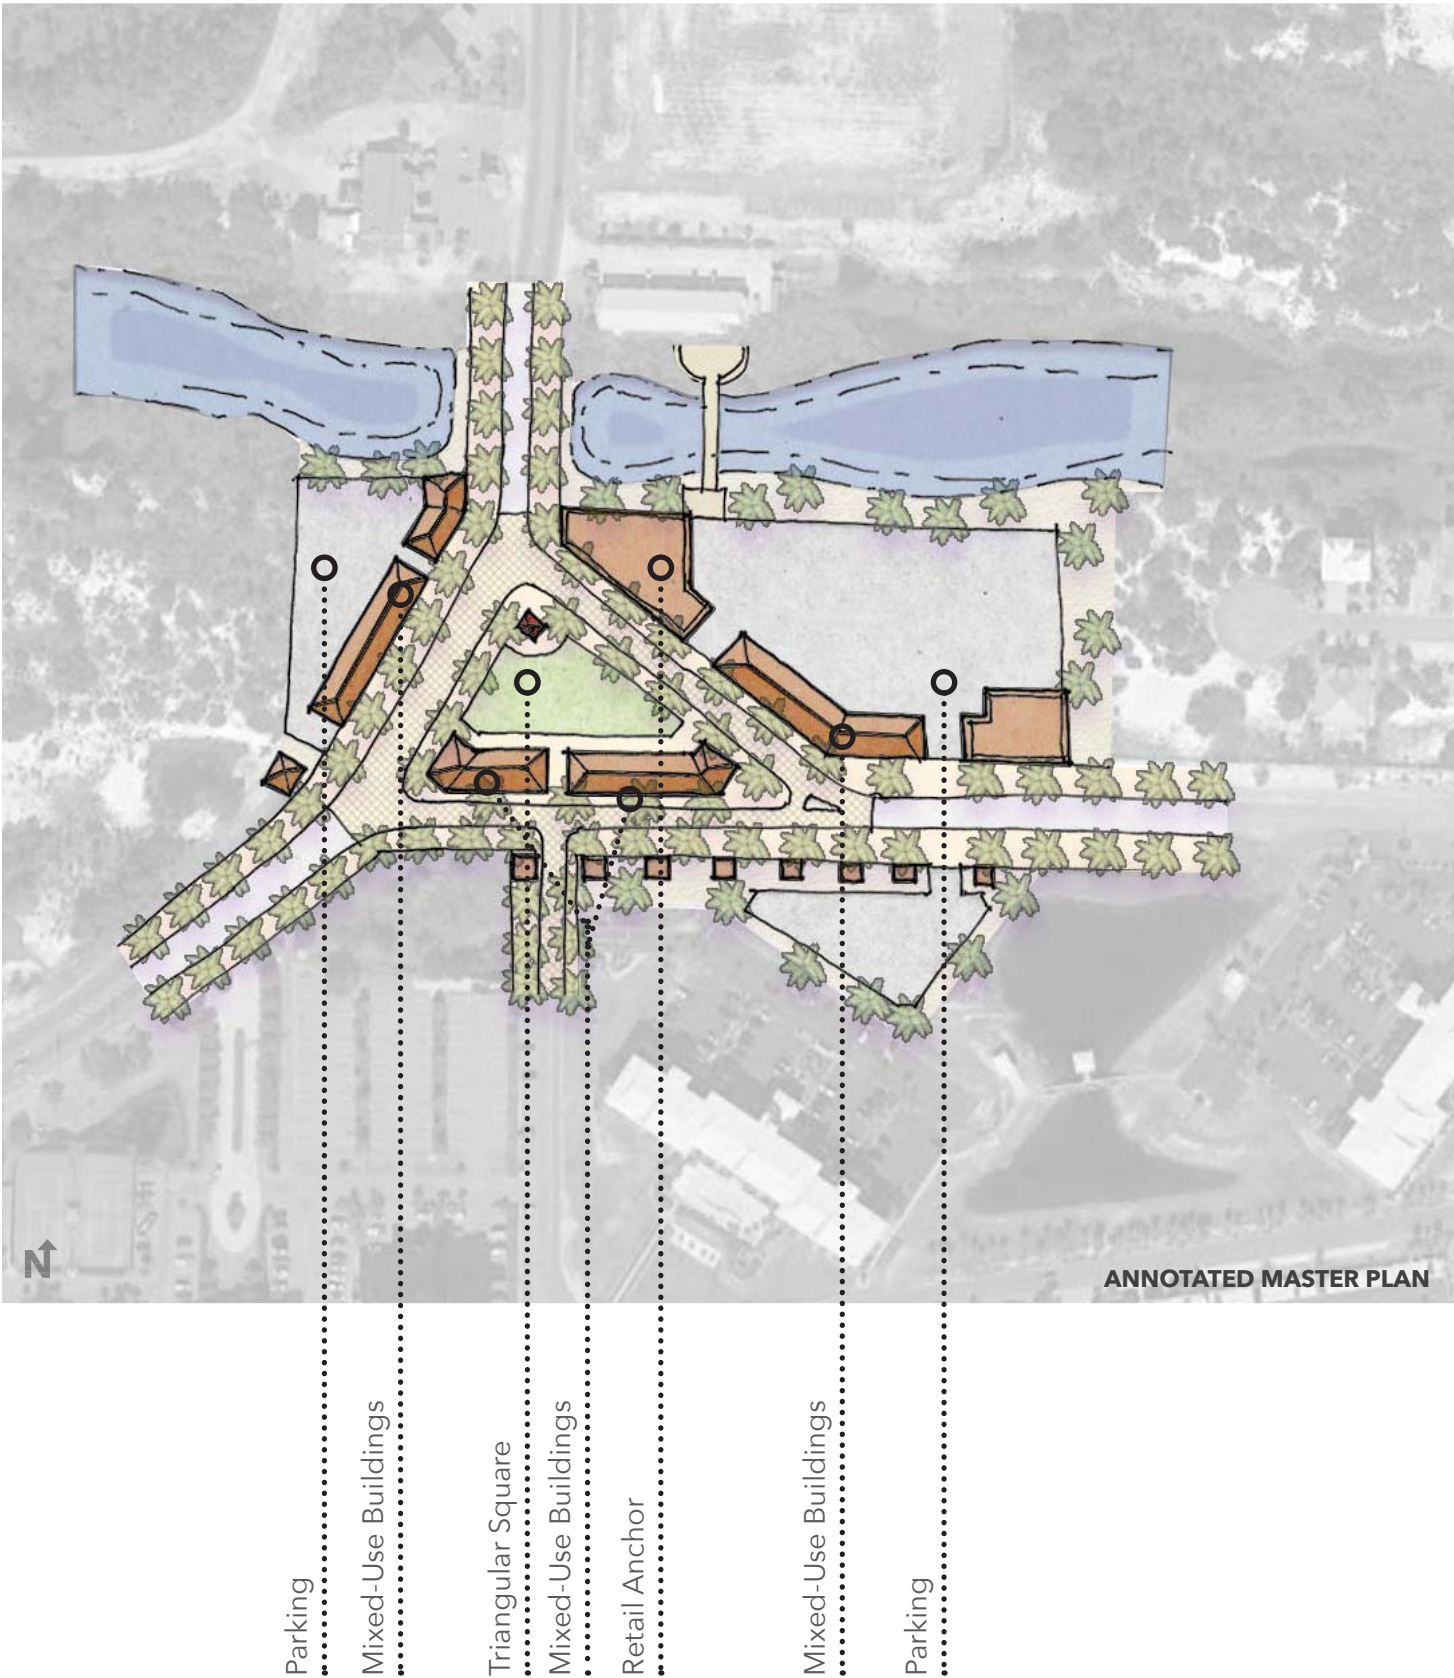 N
ANNOTATED MASTER PLAN
Parking
Mixed-Use Buildings
Triangular Square
Mixed-Use Buildings
Retail Anchor
Mixed-Use Buildings
Parking